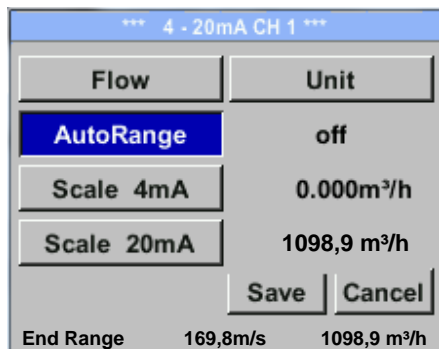 *** 4 - 20mA CH 1 ***
Flow Unit
AutoRange off
Scale 4mA 0.000m³/h
Scale 20mA 1098,9 m³/h
Save Cancel
End Range 169,8m/s 1098,9 m³/h